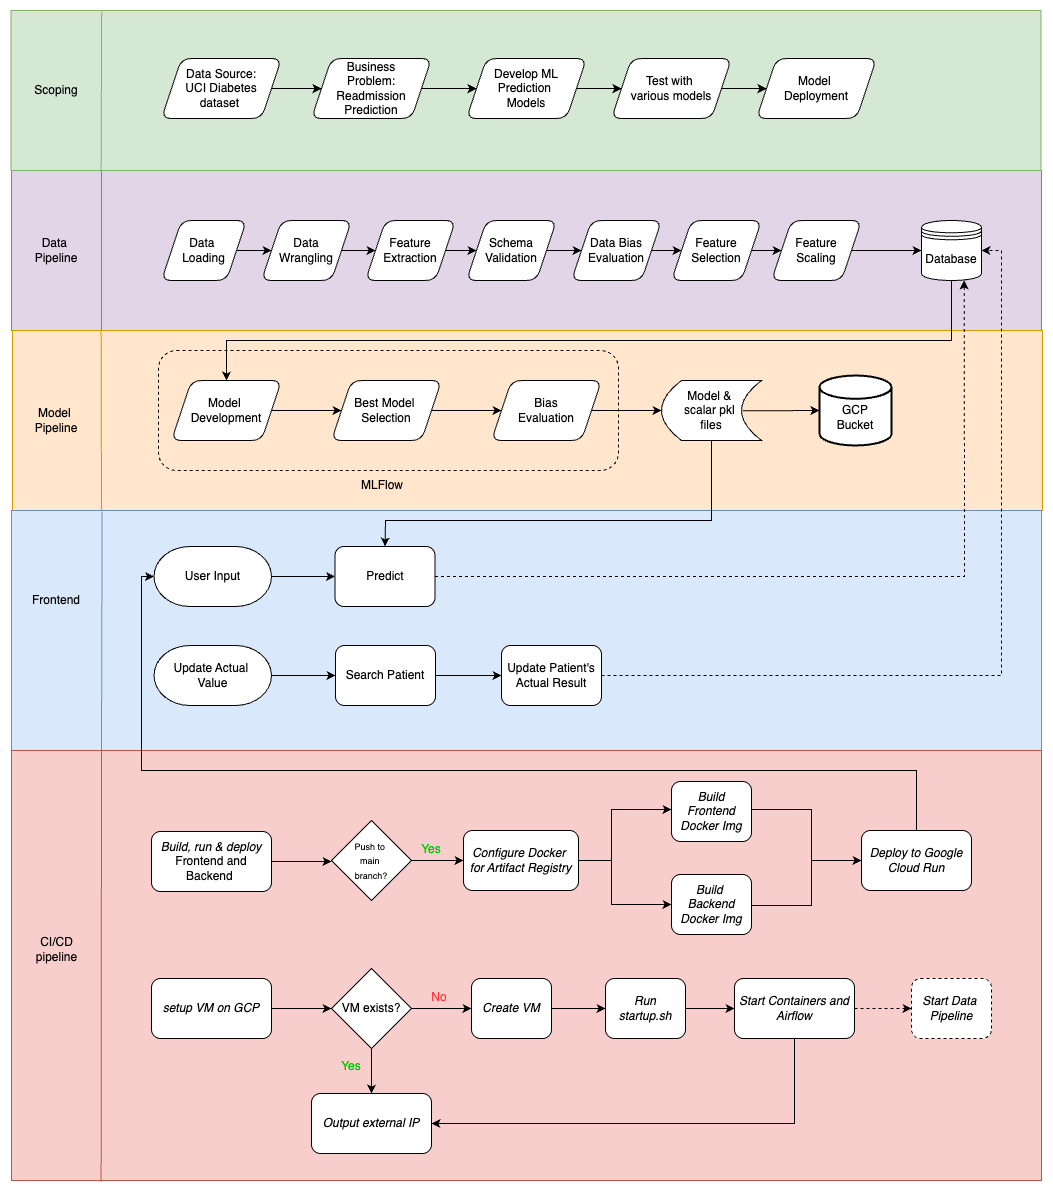 Scoping
Data Source:
UCI Diabetes
dataset
Business
Problem:
Readmission
Prediction
Develop ML
Prediction
Models
Test with
various models
Model
Deployment
Data
Pipeline
Data
Loading
Data
Wrangling
Feature
Extraction
Schema
Validation
Data Bias
Evaluation
Feature
Selection
Feature
Scaling
Database
Model
Pipeline
Model
Development
Best Model
Selection
Bias
Evaluation
Model &
scalar pkl
files
GCP
Bucket
MLFlow
Frontend
User Input
Predict
Update Actual
Value
Search Patient
Update Patient's
Actual Result
CI/CD
pipeline
Build, run & deploy
Frontend and
Backend
Push to
main
branch?
Yes
Configure Docker
for Artifact Registry
Build
Frontend
Docker Img
Build
Backend
Docker Img
Deploy to Google
Cloud Run
setup VM on GCP
VM exists?
No
Create VM
Run
startup.sh
Start Containers and
Airflow
Start Data
Pipeline
Yes
Output external IP